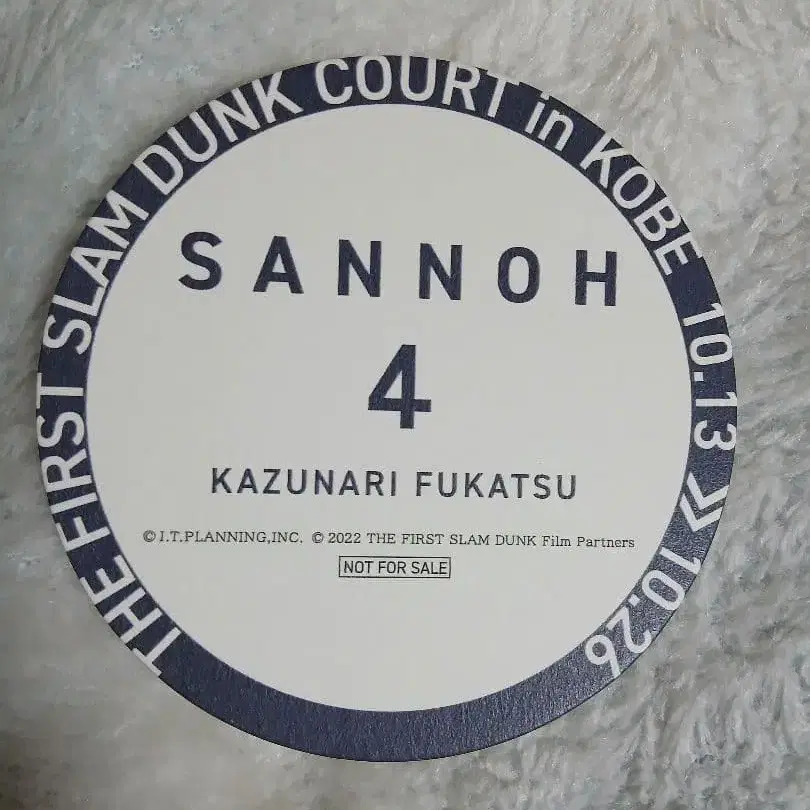 THE FIRST SLAM DUNK COURT in KOBE 10.13 》 10.26
SANNOH
4
KAZUNARI FUKATSU
© I.T.PLANNING,INC. © 2022 THE FIRST SLAM DUNK Film Partners
NOT FOR SALE